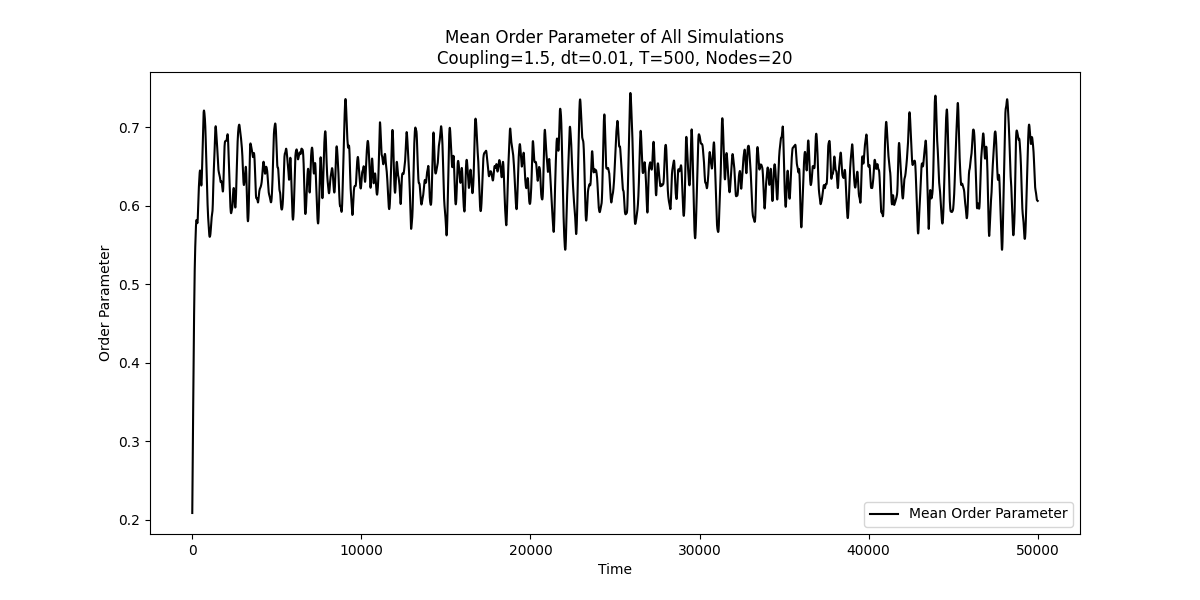 Mean Order Parameter of All Simulations
Coupling=1.5, dt=0.01, T=500, Nodes=20
0.7
0.6
0.5
0.4
0.3
0.2
Order Parameter
Mean Order Parameter
0 10000 20000 30000 40000 50000
Time